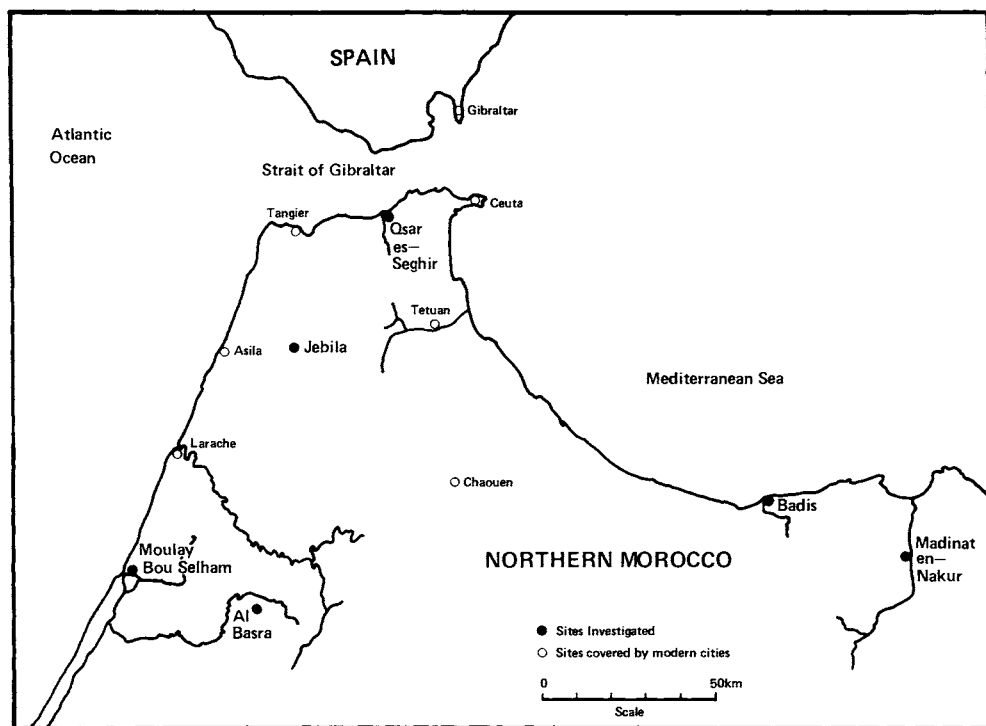 SPAIN
Gibraltar
Atlantic
Ocean
Strait of Gibraltar
Ceuta
Tangier
Qsar
es—
Seghir
Tetuan
Asila
Jebila
Mediterranean Sea
Larache
Chaouen
Badis
Moulay
Bou Selham
NORTHERN MOROCCO
Madinat
en—
Nakur
Al
Basra
Sites Investigated
Sites covered by modern cities
0 50km
Scale